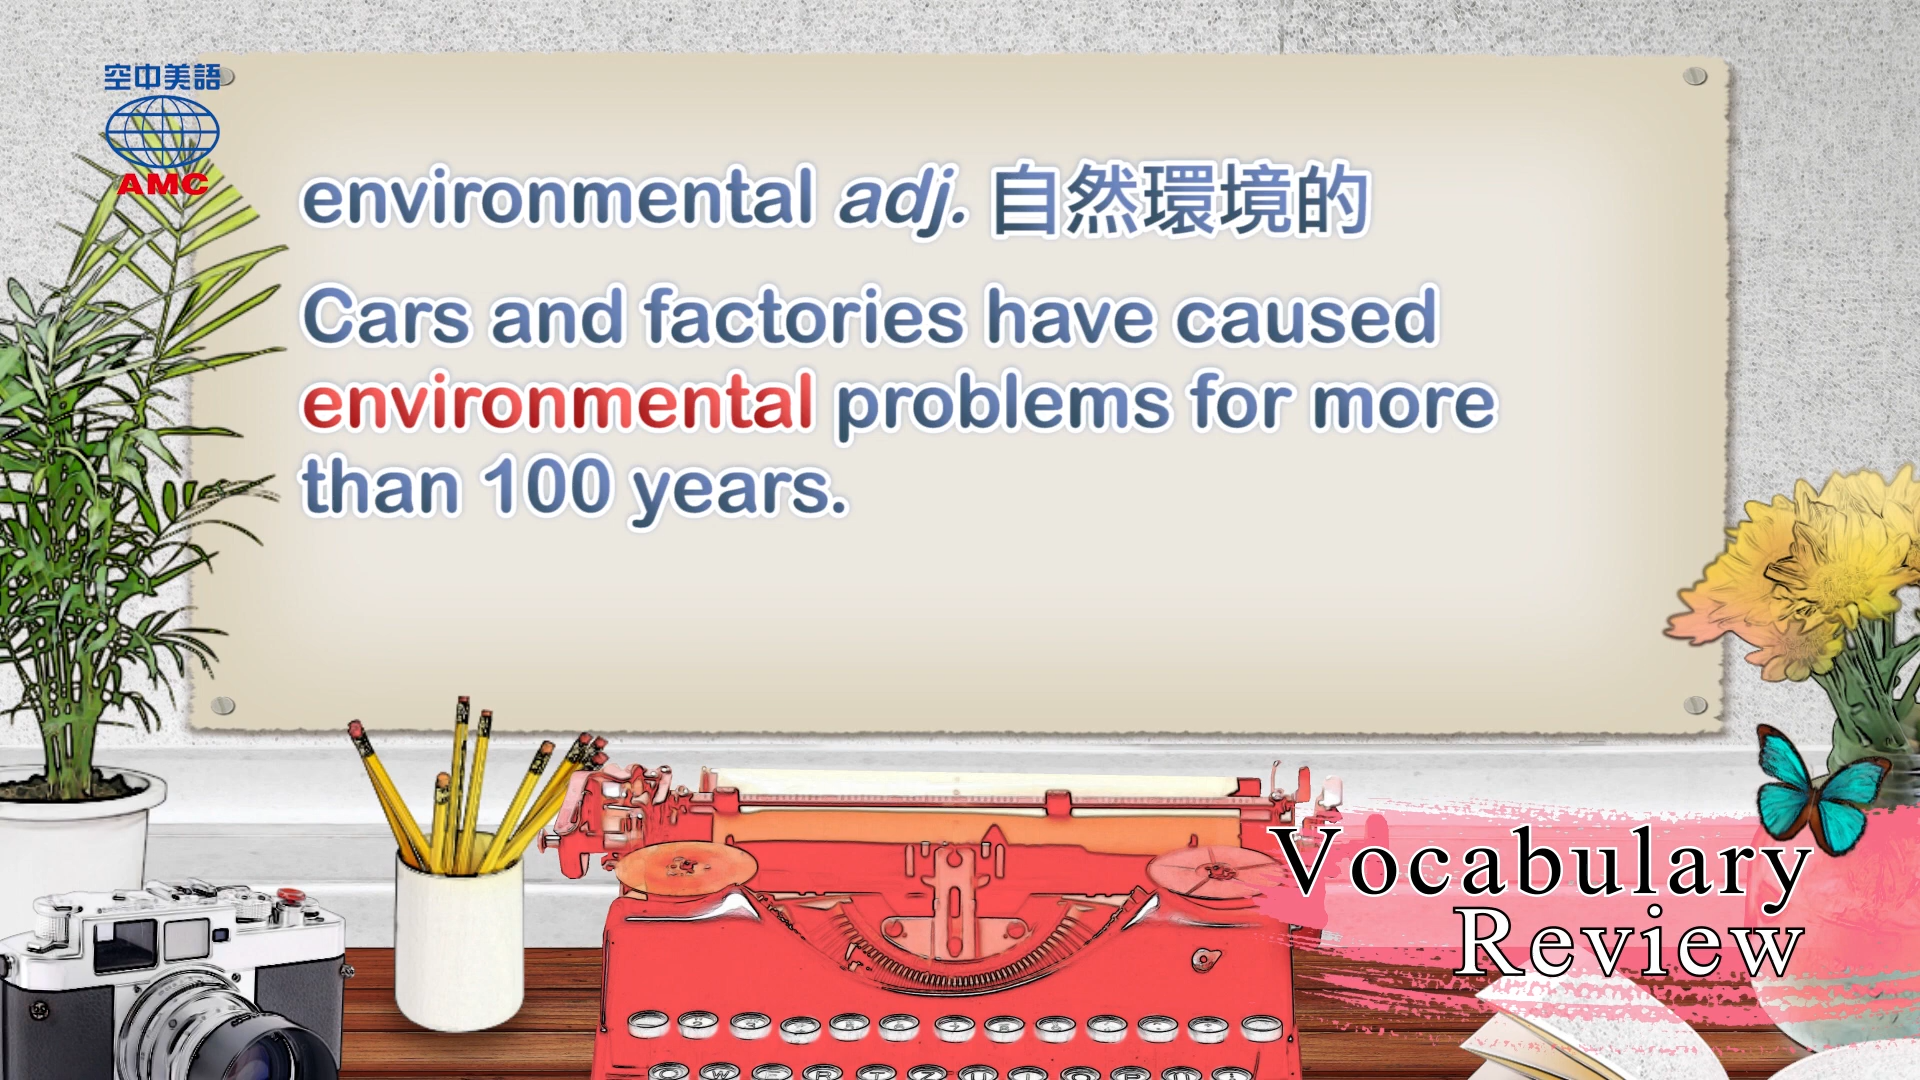 空中美語
AMC
environmental adj. 自然環境的
Cars and factories have caused
environmental problems for more
than 100 years.
Vocabulary
Review